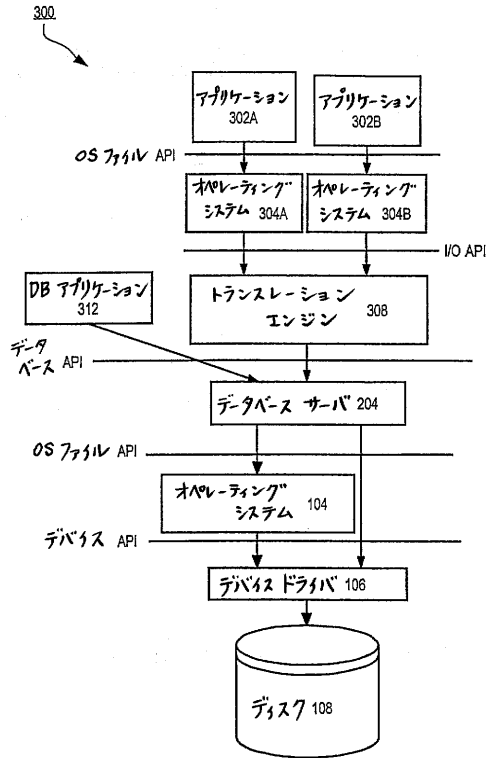 300
アプリケーション
302A
アプリケーション
302B
OSファイル API
オペレーティング
システム 304A
オペレーティング
システム 304B
I/O API
DB アプリケーション
312
トランスレーション
エンジン 308
データ
ベース API
データベース サーバ 204
OSファイル API
オペレーティング
システム 104
デバイス API
デバイス ドライバ 106
ディスク 108